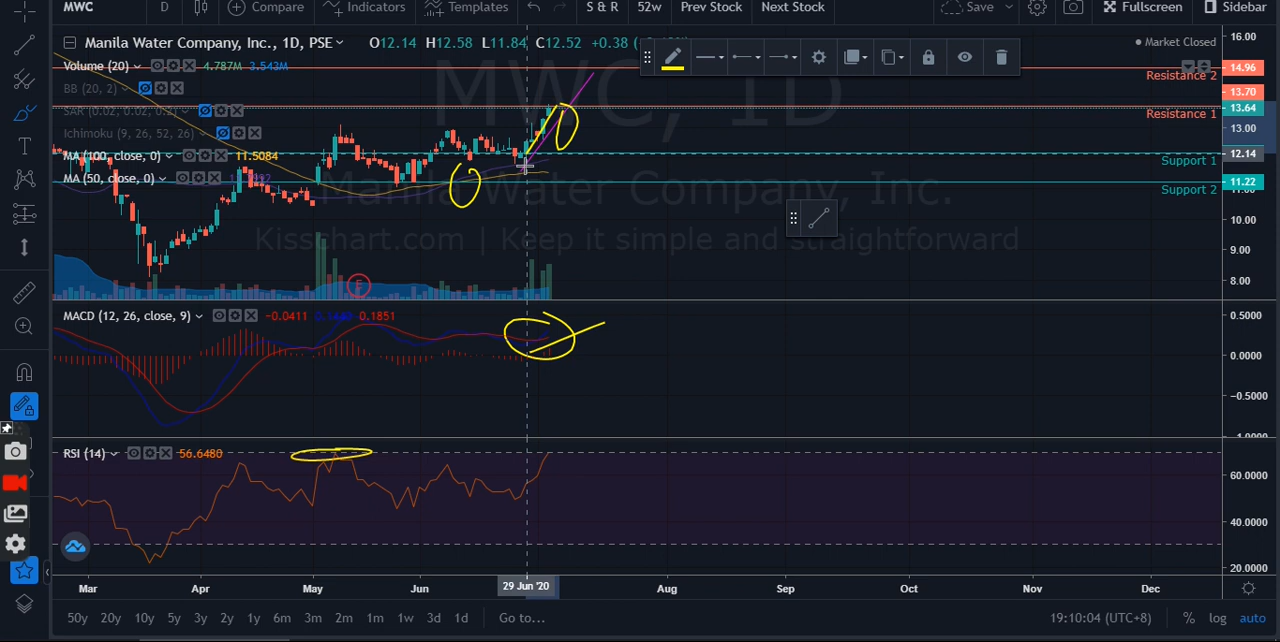 MWC D Compare Indicators Templates S & R 52w Prev Stock Next Stock Save Fullscreen Sidebar
Manila Water Company, Inc., 1D, PSE O12.14 H12.58 L11.84 C12.52 +0.38
Market Closed
16.00
Volume (20) 4.787M 3.543M
14.96
Resistance 2
BB (20, 2)
13.70
SAR (0.02, 0.02, 0.2)
13.64
Resistance 1
MWC, 1D
Ichimoku (9, 26, 52, 26)
13.00
MA (100, close, 0) 11.5084
12.14
Support 1
MA (50, close, 0)
11.22
Support 2
Manila Water Company, Inc.
10.00
Kisschart.com | Keep it simple and straightforward
9.00
8.00
E
MACD (12, 26, close, 9) -0.0411 0.1851
0.5000
0.0000
-0.5000
RSI (14) 56.6480
60.0000
40.0000
20.0000
Mar Apr May Jun 29 Jun '20 Aug Sep Oct Nov Dec
50y 20y 10y 5y 3y 2y 1y 6m 3m 2m 1m 1w 3d 1d Go to... 19:10:04 (UTC+8) % log auto